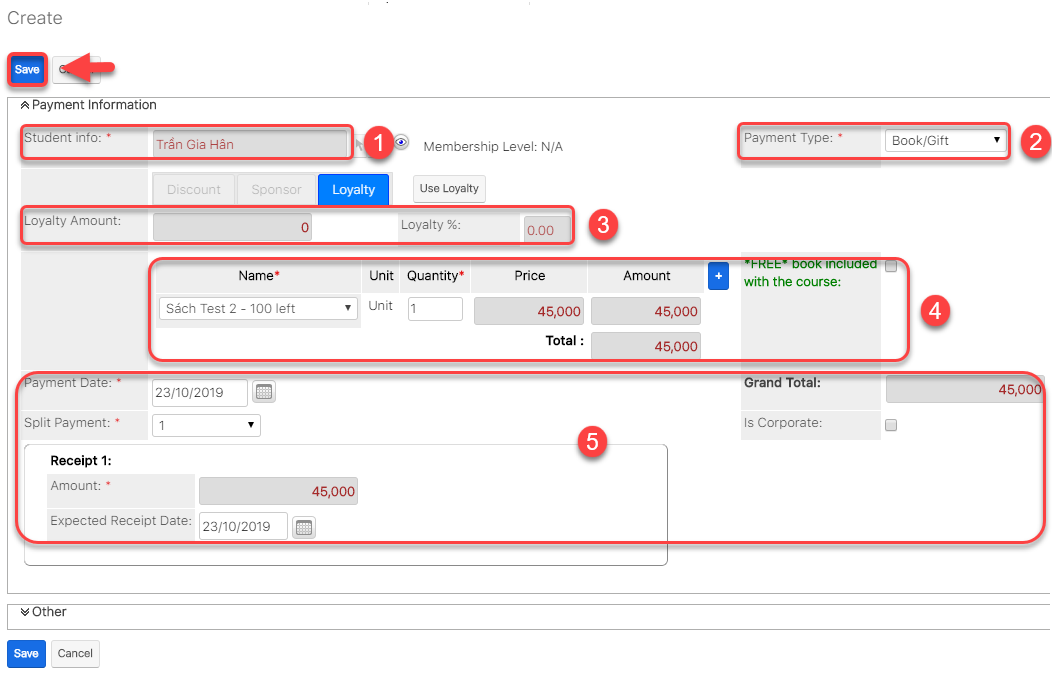 Create
Save
Payment Information
Student info: * Trần Gia Hân 1 Membership Level: N/A Payment Type: * Book/Gift 2
Discount Sponsor Loyalty Use Loyalty
Loyalty Amount: 0 Loyalty %: 0.00 3
Name* Unit Quantity* Price Amount + *FREE* book included
with the course:
Sách Test 2 - 100 left Unit 1 45,000 45,000 4
Total : 45,000
Payment Date: * 23/10/2019 Grand Total: 45,000
Split Payment: * 1 Is Corporate:
5
Receipt 1:
Amount: * 45,000
Expected Receipt Date: 23/10/2019
Other
Save Cancel